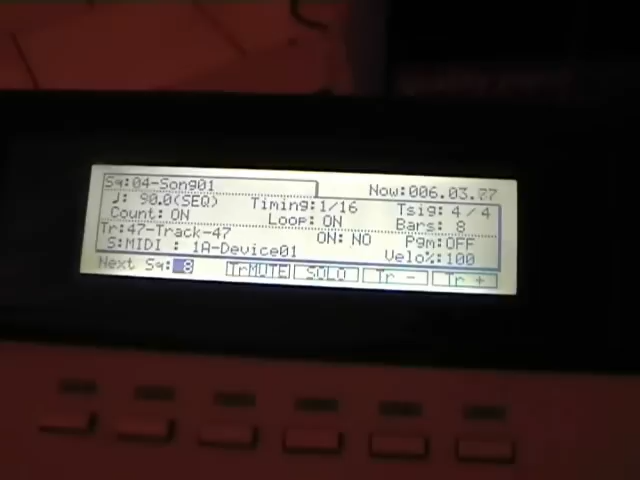 Sq:04-Song01
Now:006.03.77
♩: 90.0(SEQ) Timing:1/16 Tsig: 4/ 4
Count: ON Loop: ON Bars: 8
Tr:47-Track-47 ON: NO Pgm:OFF
S:MIDI : 1A-Device01 Velo%:100
Next Sq: 8 TrMUTE SOLO Tr - Tr +